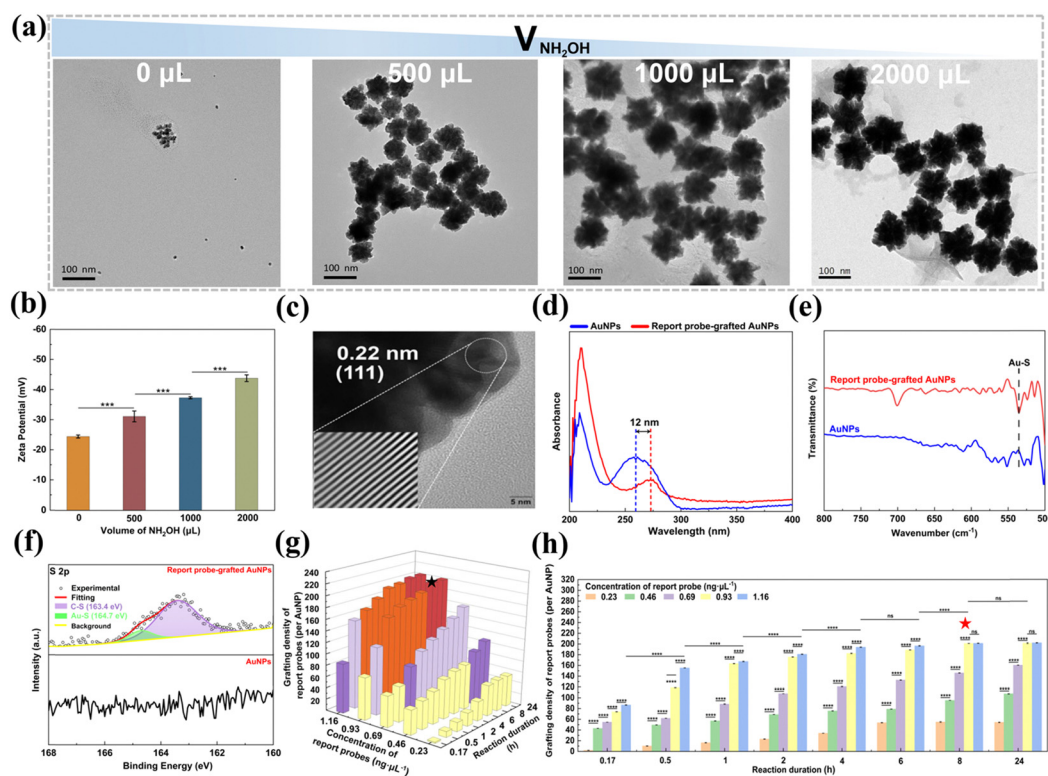 (a)
V NH2OH
0 μL
500 μL
1000 μL
2000 μL
100 nm
100 nm
100 nm
100 nm
(b)
-60
-50
-40
-30
-20
-10
0
Zeta Potential (mV)
***
***
***
0
500
1000
2000
Volume of NH2OH (μL)
(c)
0.22 nm
(111)
5 nm
(d)
AuNPs
Report probe-grafted AuNPs
12 nm
Absorbance
200
250
300
350
400
Wavelength (nm)
(e)
Au-S
Report probe-grafted AuNPs
AuNPs
Transmittance (%)
800
700
600
50
Wavenumber (cm-1)
(f)
S 2p
Report probe-grafted AuNPs
Experimental
Fitting
C-S (163.4 eV)
Au-S (164.7 eV)
Background
AuNPs
Intensity (a.u.)
168
166
164
162
160
Binding Energy (eV)
(g)
240
220
200
180
160
140
120
100
80
60
40
20
Grafting density of
report probes (per AuNP)
1.16
0.93
0.69
0.46
0.23
Concentration of
report probes (ng·μL-1)
0.17
0.5
1
2
4
6
8
24
Reaction duration
(h)
(h)
320
300
280
260
240
220
200
180
160
140
120
100
80
60
40
20
0
Grafting density of report probes (per AuNP)
Concentration of report probe (ng·μL-1)
0.23
0.46
0.69
0.93
1.16
ns
****
ns
****
****
****
****
ns
ns
0.17
0.5
1
2
4
6
8
24
Reaction duration (h)